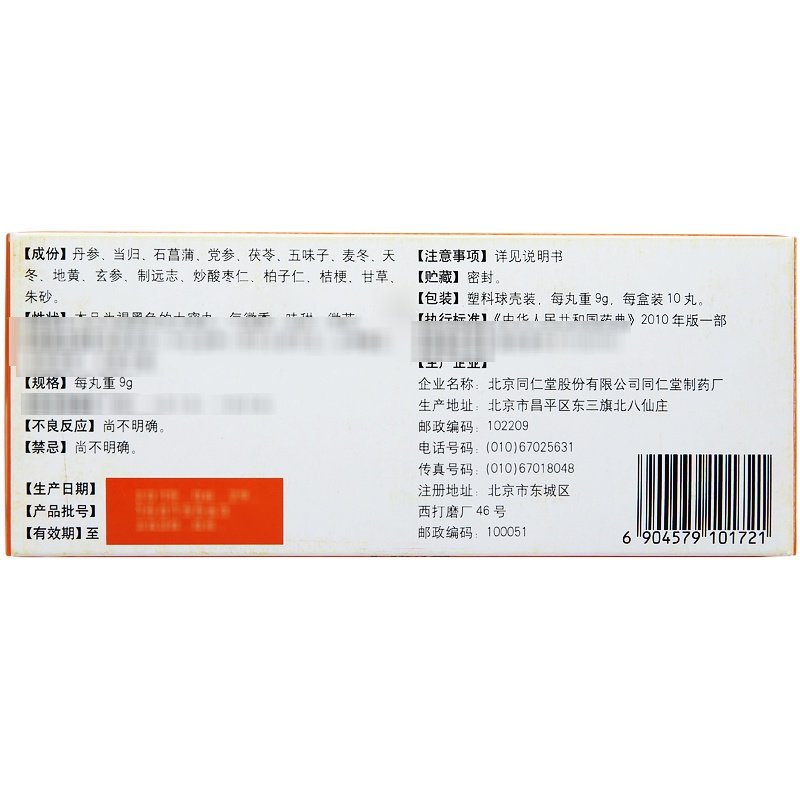 【成份】丹参、当归、石菖蒲、党参、茯苓、五味子、麦冬、天
冬、地黄、玄参、制远志、炒酸枣仁、柏子仁、桔梗、甘草、
朱砂。
【性状】
【规格】每丸重 9g
【不良反应】尚不明确。
【禁忌】尚不明确。
【生产日期】
【产品批号】
【有效期】至
【注意事项】详见说明书
【贮藏】密封。
【包装】塑料球壳装，每丸重 9g，每盒装 10 丸。
【执行标准】《中华人民共和国药典》2010 年版一部
【生产企业】
企业名称：北京同仁堂股份有限公司同仁堂制药厂
生产地址：北京市昌平区东三旗北八仙庄
邮政编码：102209
电话号码：(010)67025631
传真号码：(010)67018048
注册地址：北京市东城区
西打磨厂 46 号
邮政编码：100051
6 904579 101721